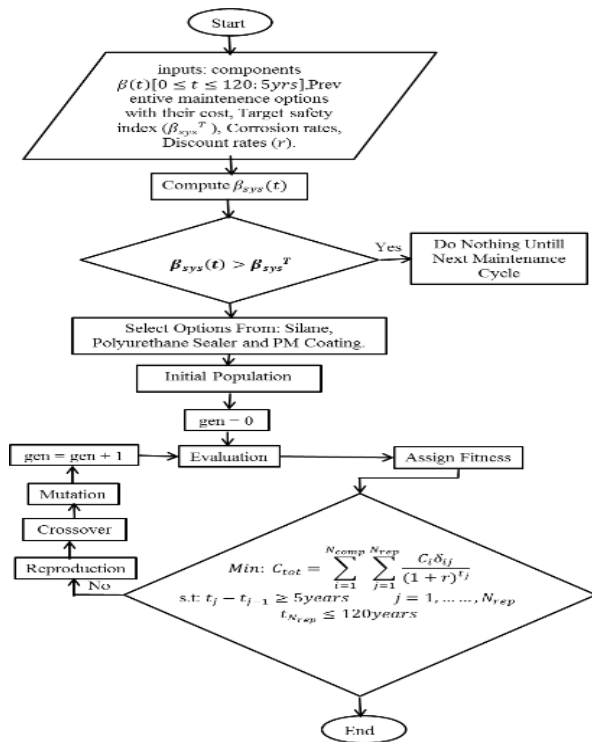 Start
inputs: components
β(t)[0 ≤ t ≤ 120: 5yrs].Prev
entive maintenence options
with their cost, Target safety
index (β_sys^T), Corrosion rates,
Discount rates (r).
Compute β_sys(t)
β_sys(t) > β_sys^T
Yes
Do Nothing Untill
Next Maintenance
Cycle
Select Options From: Silane,
Polyurethane Sealer and PM Coating.
Initial Population
gen = 0
gen = gen + 1
Evaluation
Assign Fitness
Mutation
Crossover
Reproduction
No
Min: C_tot = ∑_{i=1}^{N_comp} ∑_{j=1}^{N_rep} C_i δ_ij / (1 + r)^{t_j}
s.t: t_j − t_{j−1} ≥ 5years j = 1, ... ..., N_rep
t_{N_rep} ≤ 120years
End